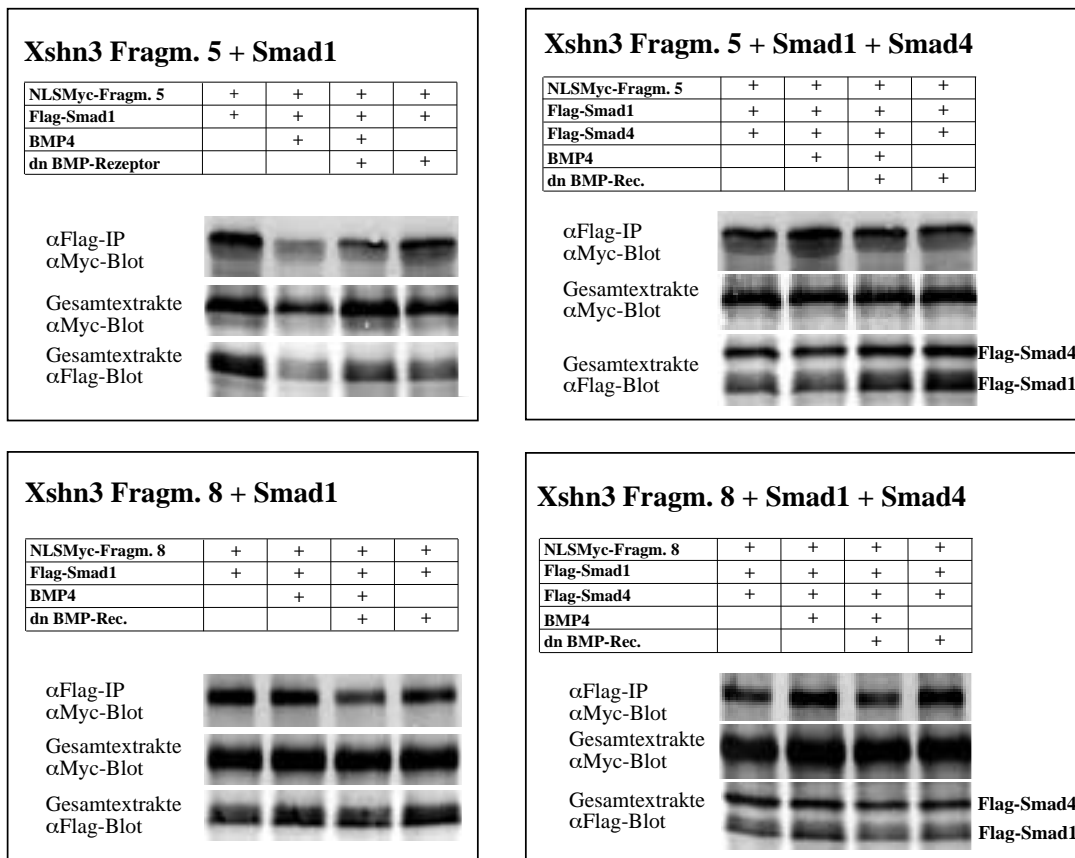 Xshn3 Fragm. 5 + Smad1
NLSMyc-Fragm. 5 + + + +
Flag-Smad1 + + + +
BMP4 + +
dn BMP-Rezeptor + +
αFlag-IP
αMyc-Blot
Gesamtextrakte
αMyc-Blot
Gesamtextrakte
αFlag-Blot
Xshn3 Fragm. 5 + Smad1 + Smad4
NLSMyc-Fragm. 5 + + + +
Flag-Smad1 + + + +
Flag-Smad4 + + + +
BMP4 + +
dn BMP-Rec. + +
αFlag-IP
αMyc-Blot
Gesamtextrakte
αMyc-Blot
Gesamtextrakte
αFlag-Blot
Flag-Smad4
Flag-Smad1
Xshn3 Fragm. 8 + Smad1
NLSMyc-Fragm. 8 + + + +
Flag-Smad1 + + + +
BMP4 + +
dn BMP-Rec. + +
αFlag-IP
αMyc-Blot
Gesamtextrakte
αMyc-Blot
Gesamtextrakte
αFlag-Blot
Xshn3 Fragm. 8 + Smad1 + Smad4
NLSMyc-Fragm. 8 + + + +
Flag-Smad1 + + + +
Flag-Smad4 + + + +
BMP4 + +
dn BMP-Rec. + +
αFlag-IP
αMyc-Blot
Gesamtextrakte
αMyc-Blot
Gesamtextrakte
αFlag-Blot
Flag-Smad4
Flag-Smad1